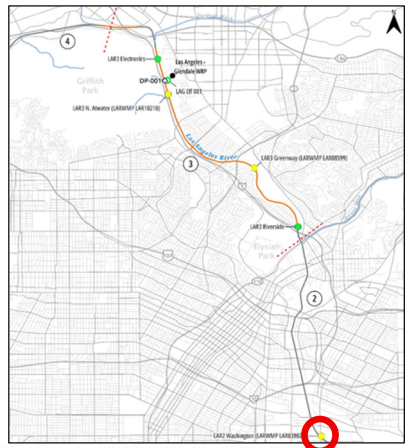 N
4
LAR3 Electronics
Los Angeles -
Glendale WRP
Griffith
Park
DP-001
LAG Eff 001
LAR3 N. Atwater (LARWMP LAR10210)
Los Angeles River
3
LAR3 Greenway (LARWMP LAR08599)
LAR3 Riverside
Elysian
Park
2
LAR2 Washington (LARWMP